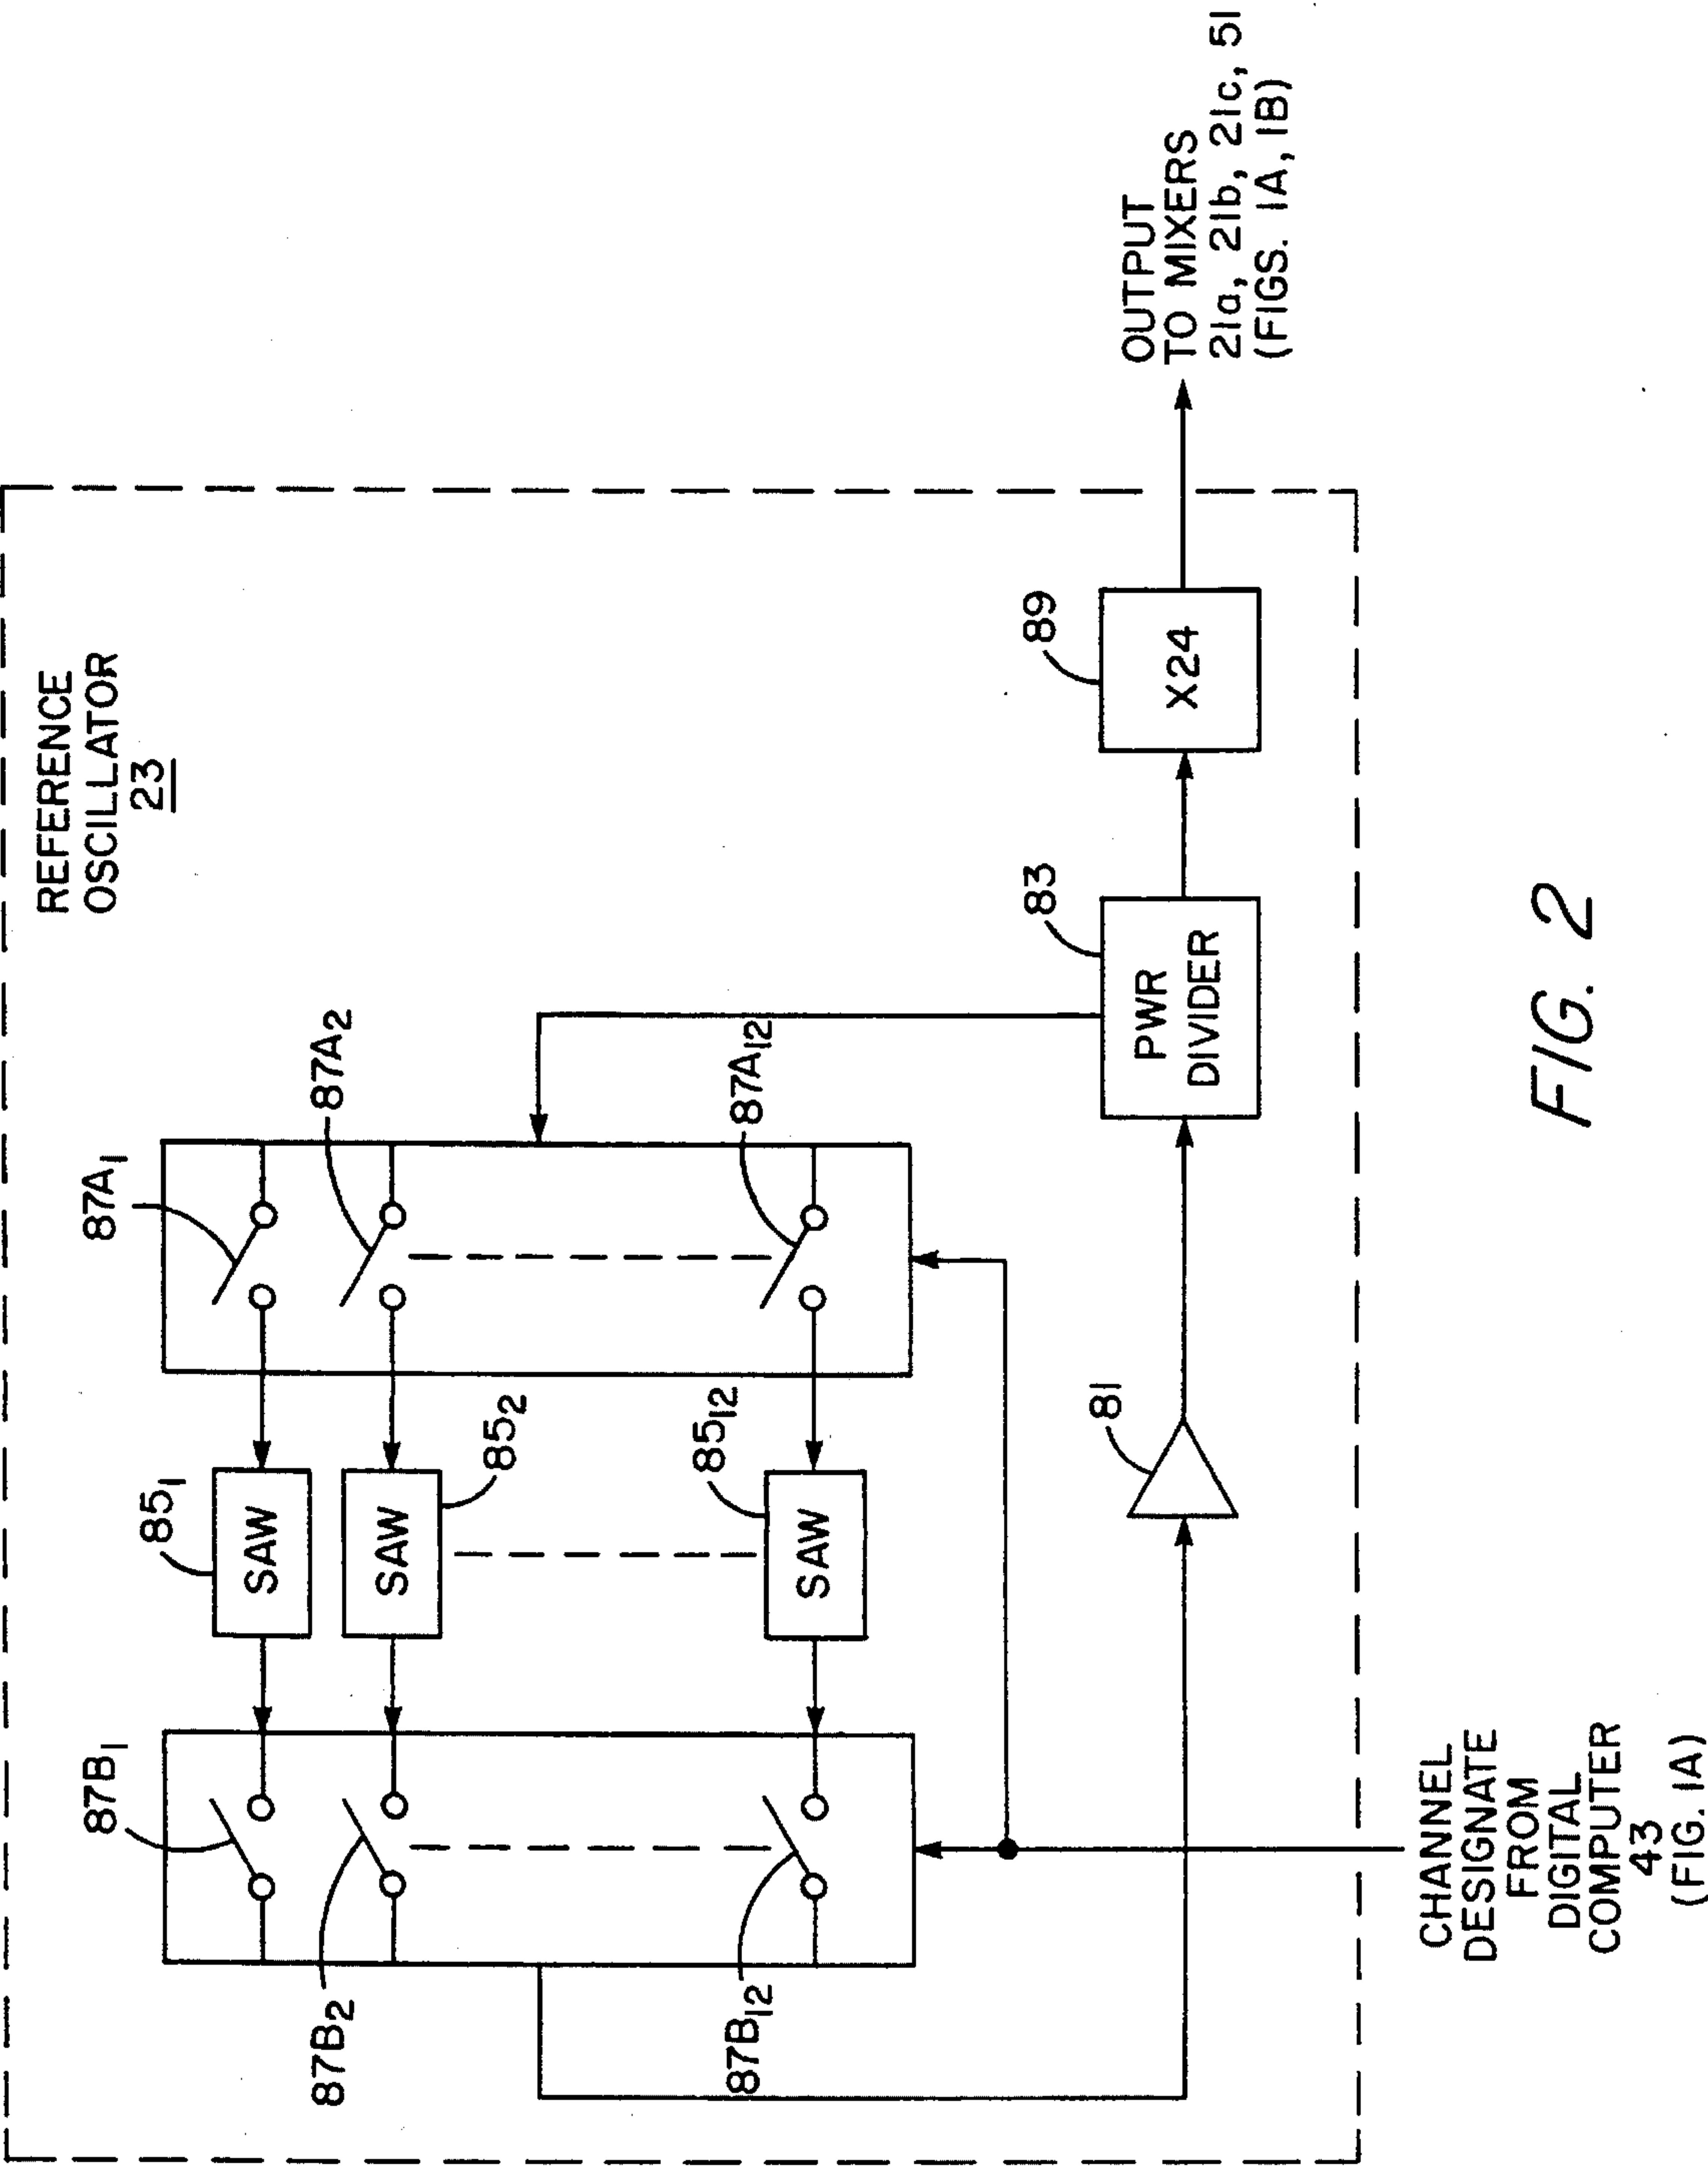 REFERENCE
OSCILLATOR
23
87B₁
85₁
87A₁
SAW
87B₂
85₂
87A₂
SAW
87B₁₂
85₁₂
87A₁₂
SAW
81
83
89
PWR
DIVIDER
X24
OUTPUT
TO MIXERS
21a, 21b, 21c, 51
(FIGS. 1A, 1B)
CHANNEL
DESIGNATE
FROM
DIGITAL
COMPUTER
43
(FIG. 1A)
FIG. 2